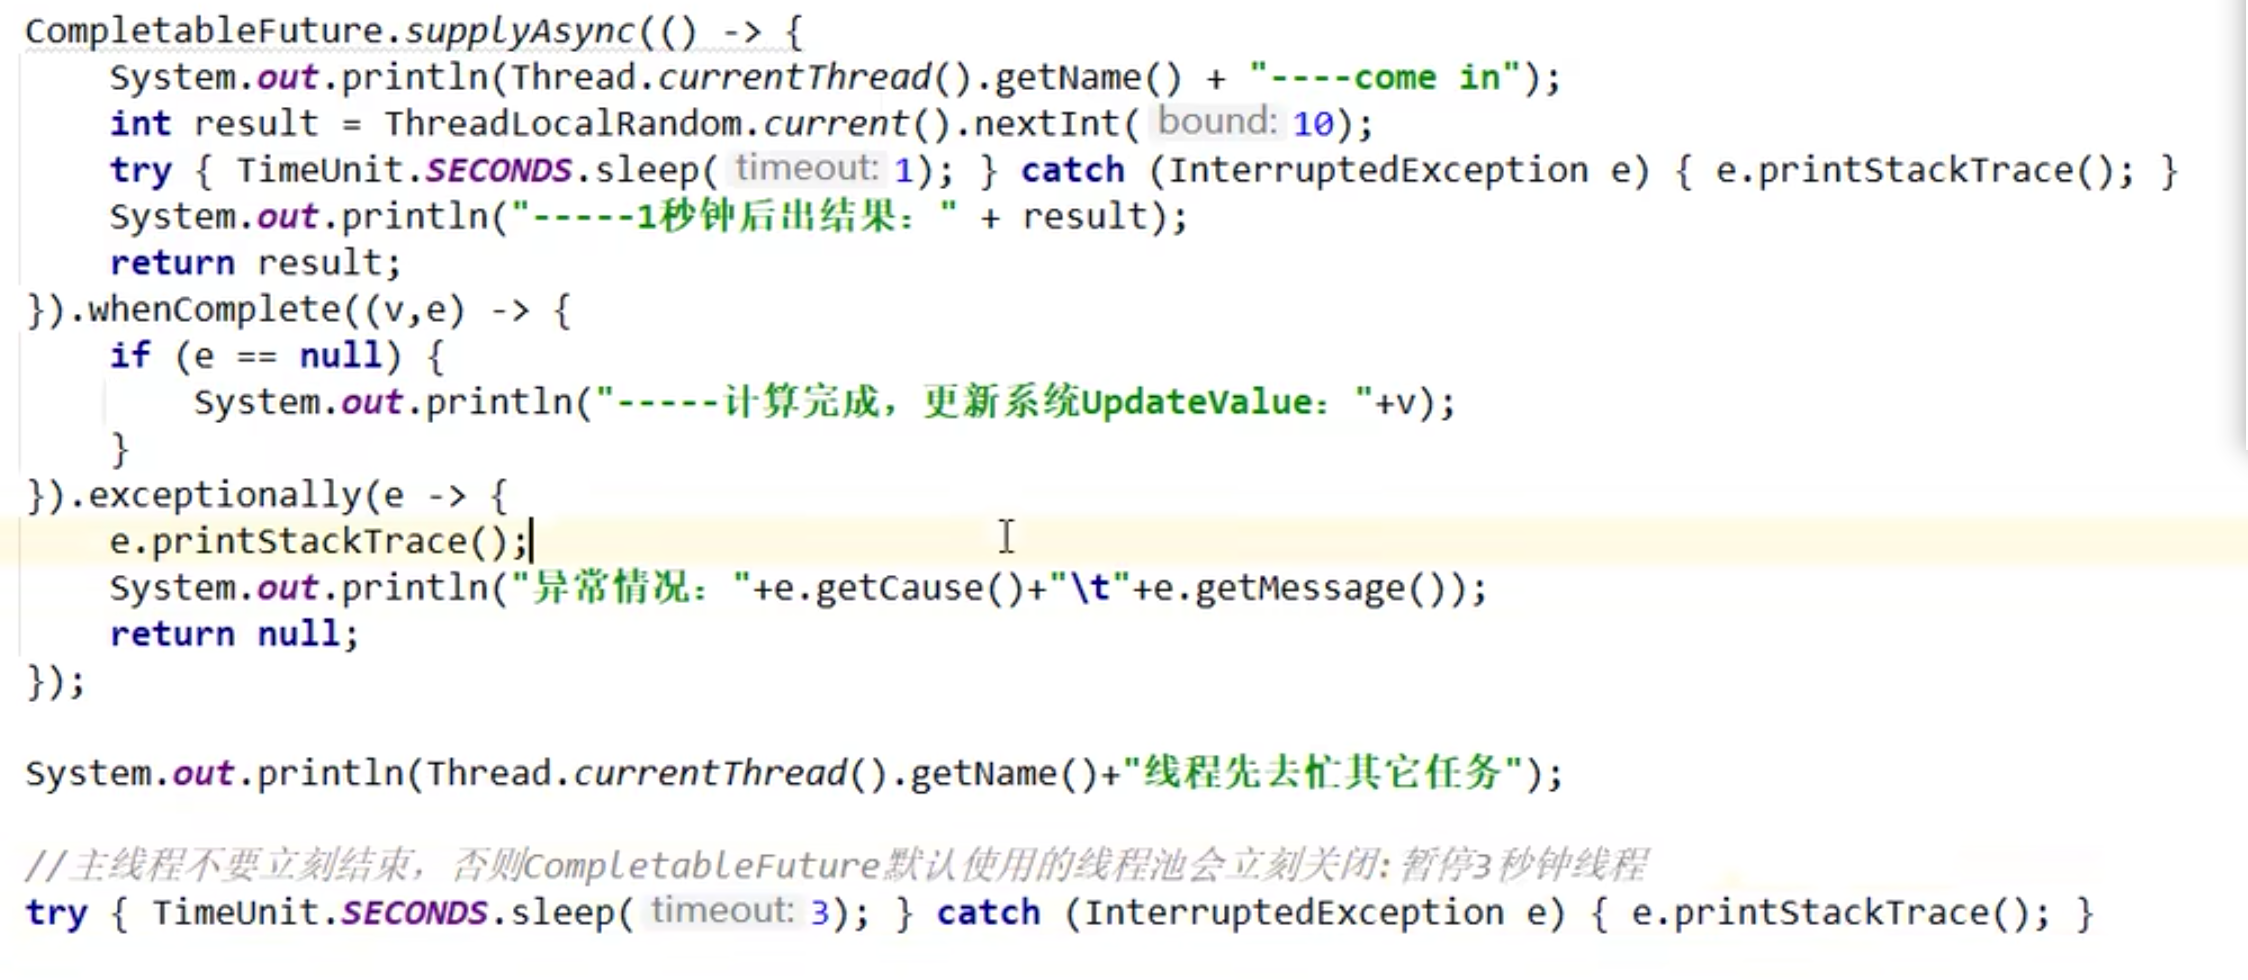 CompletableFuture.supplyAsync(() -> {
    System.out.println(Thread.currentThread().getName() + "----come in");
    int result = ThreadLocalRandom.current().nextInt( bound: 10);
    try { TimeUnit.SECONDS.sleep( timeout: 1); } catch (InterruptedException e) { e.printStackTrace(); }
    System.out.println("-----1秒钟后出结果：" + result);
    return result;
}).whenComplete((v,e) -> {
    if (e == null) {
        System.out.println("-----计算完成，更新系统UpdateValue："+v);
    }
}).exceptionally(e -> {
    e.printStackTrace();
    System.out.println("异常情况："+e.getCause()+"\t"+e.getMessage());
    return null;
});
System.out.println(Thread.currentThread().getName()+"线程先去忙其它任务");
//主线程不要立刻结束，否则CompletableFuture默认使用的线程池会立刻关闭:暂停3秒钟线程
try { TimeUnit.SECONDS.sleep( timeout: 3); } catch (InterruptedException e) { e.printStackTrace(); }